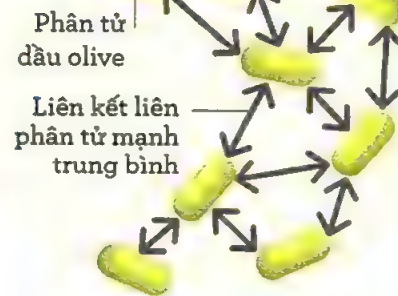 Phân tử
dầu olive
Liên kết liên
phân tử mạnh
trung bình